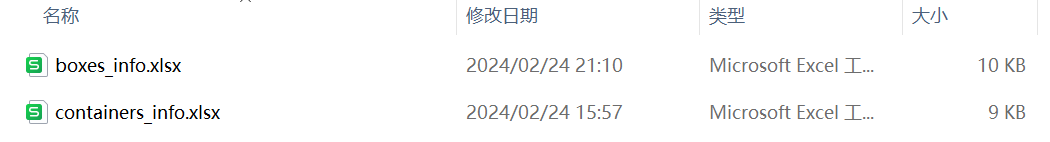 名称 修改日期 类型 大小
boxes_info.xlsx 2024/02/24 21:10 Microsoft Excel 工... 10 KB
containers_info.xlsx 2024/02/24 15:57 Microsoft Excel 工... 9 KB